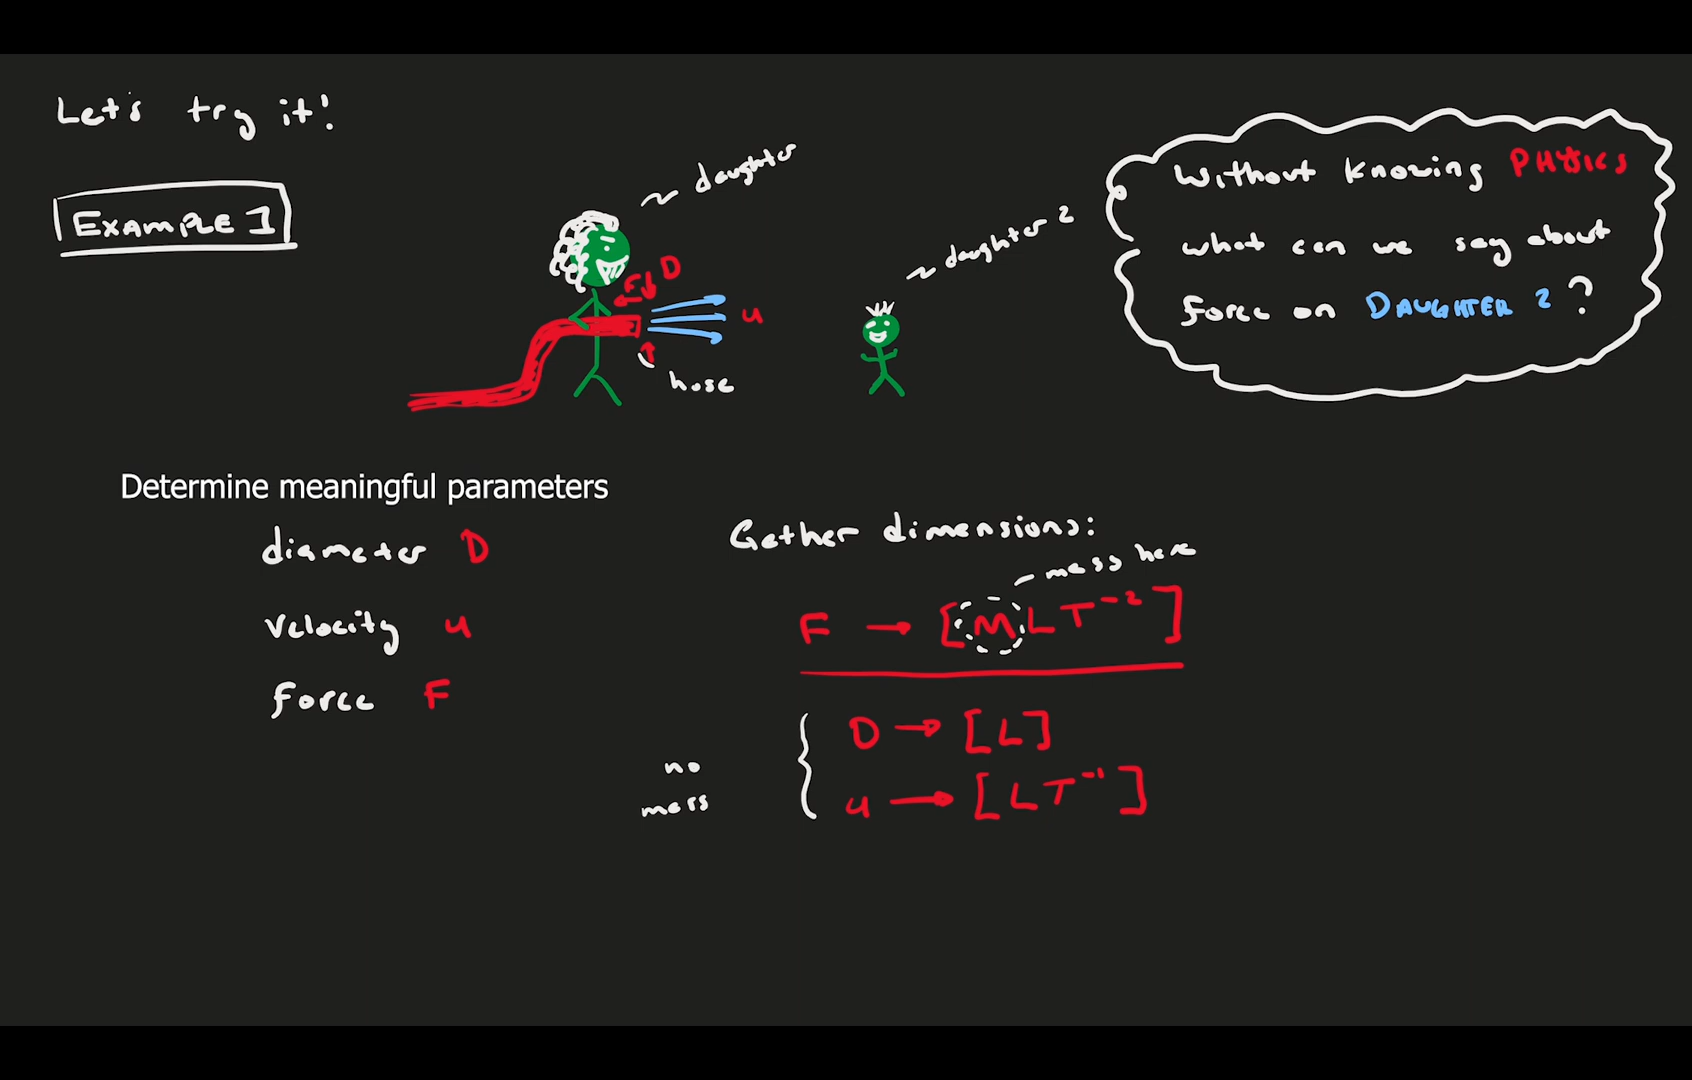 Let's try it!
Example 1
~ daughter
D
F
u
hose
~ daughter 2
Without knowing PHYSICS
what can we say about
force on DAUGHTER 2?
Determine meaningful parameters
diameter D
velocity u
force F
Gather dimensions:
mass here
F → [MLT⁻²]
D → [L]
u → [LT⁻¹]
no
mass